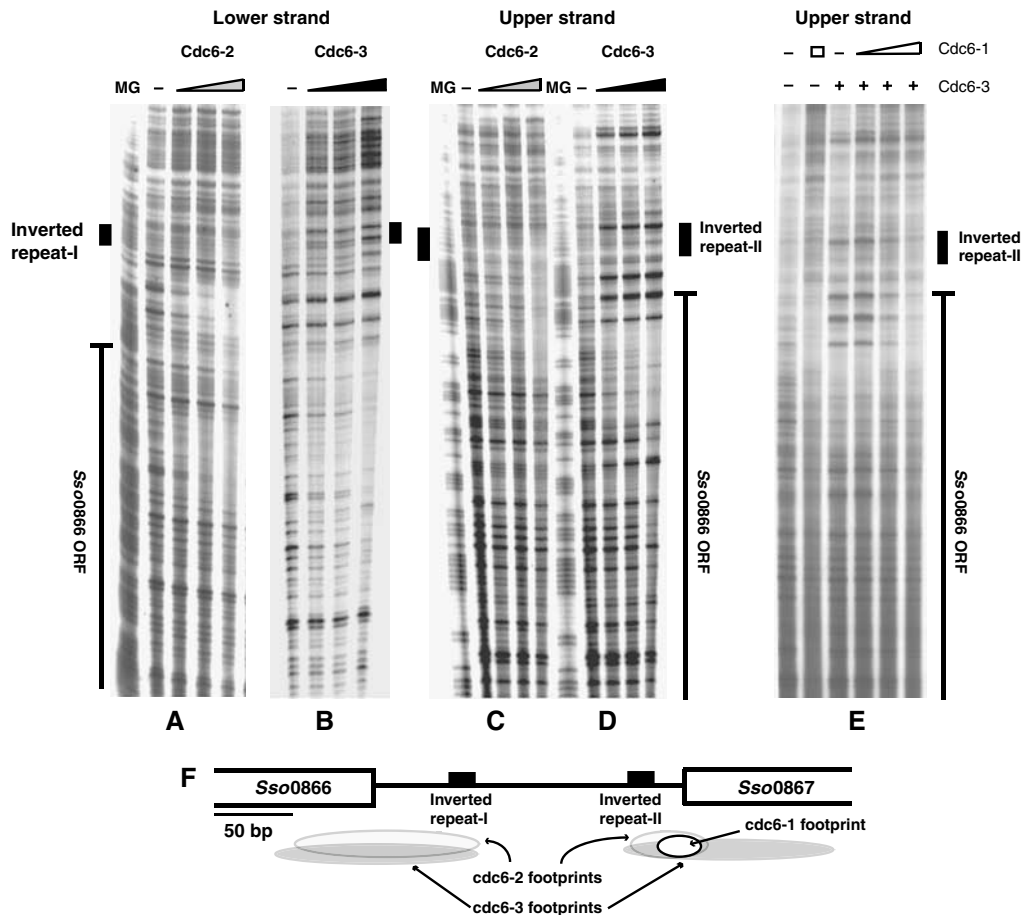 Lower strand
Upper strand
Upper strand
Cdc6-2
Cdc6-3
Cdc6-2
Cdc6-3
– – – Cdc6-1
MG –
–
MG –
MG –
– – + + + + Cdc6-3
Inverted
repeat-I
Inverted
repeat-II
Inverted
repeat-II
Sso0866 ORF
Sso0866 ORF
Sso0866 ORF
A
B
C
D
E
F
Sso0866
Sso0867
Inverted
repeat-I
Inverted
repeat-II
50 bp
cdc6-1 footprint
cdc6-2 footprints
cdc6-3 footprints